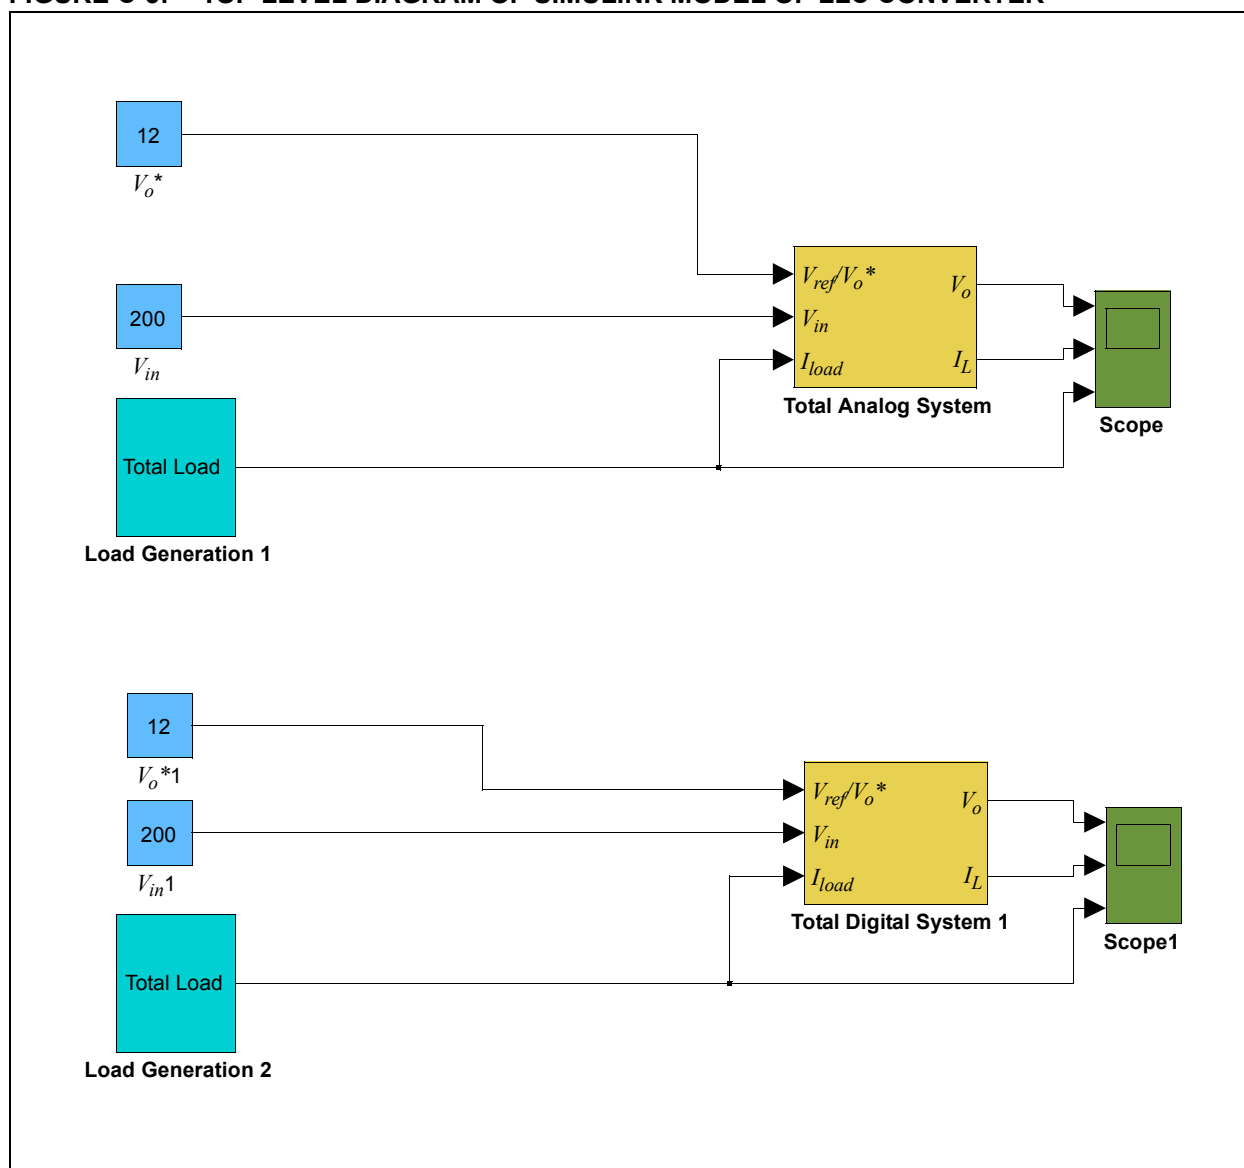 12
Vo*
Vref/Vo*
Vo
200
Vin
Vin
Iload
IL
Total Analog System
Scope
Total Load
Load Generation 1
12
Vo*1
Vref/Vo*
Vo
200
Vin
Vin1
Iload
IL
Total Digital System 1
Scope1
Total Load
Load Generation 2